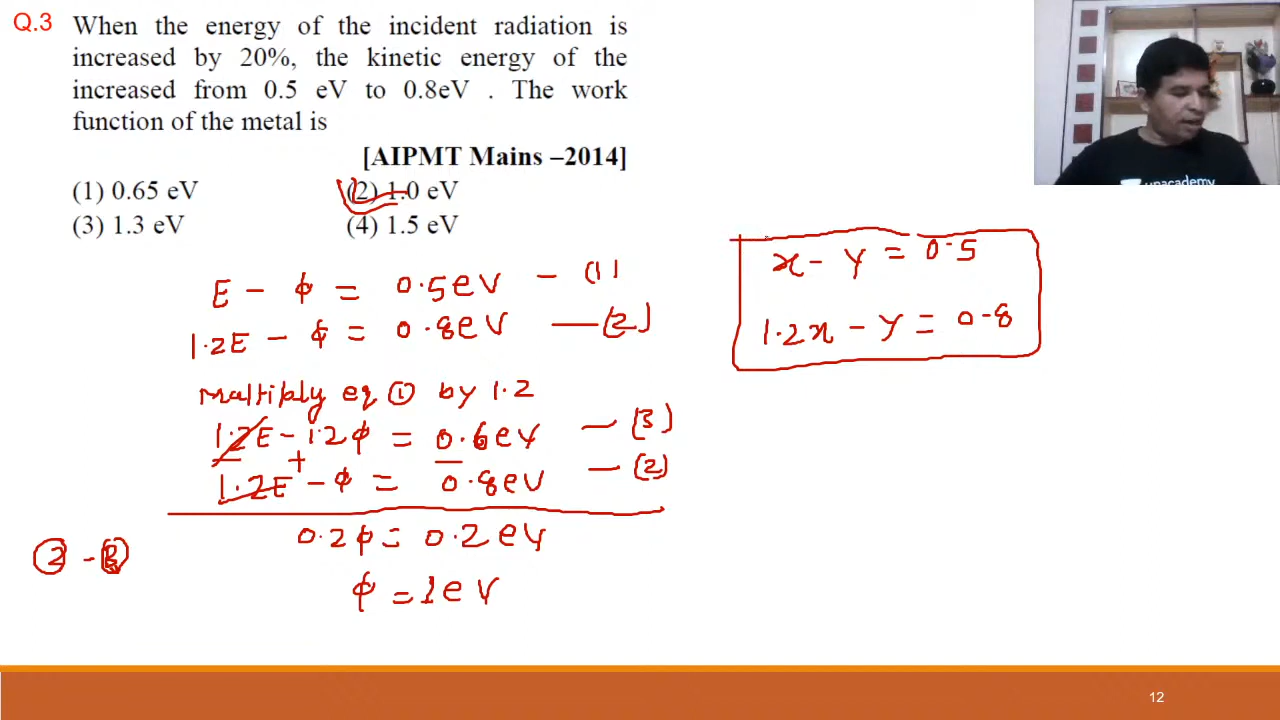 Q.3 When the energy of the incident radiation is
increased by 20%, the kinetic energy of the
increased from 0.5 eV to 0.8eV . The work
function of the metal is
[AIPMT Mains –2014]
(1) 0.65 eV (2) 1.0 eV
(3) 1.3 eV (4) 1.5 eV
unacademy
x - y = 0.5
1.2x - y = 0.8
E - ϕ = 0.5eV - (1)
1.2E - ϕ = 0.8eV - (2)
Multiply eq ① by 1.2
1.2E - 1.2ϕ = 0.6eV - (3)
- + -
1.2E - ϕ = 0.8eV - (2)
0.2ϕ = 0.2eV
② -
ϕ = 1eV
12